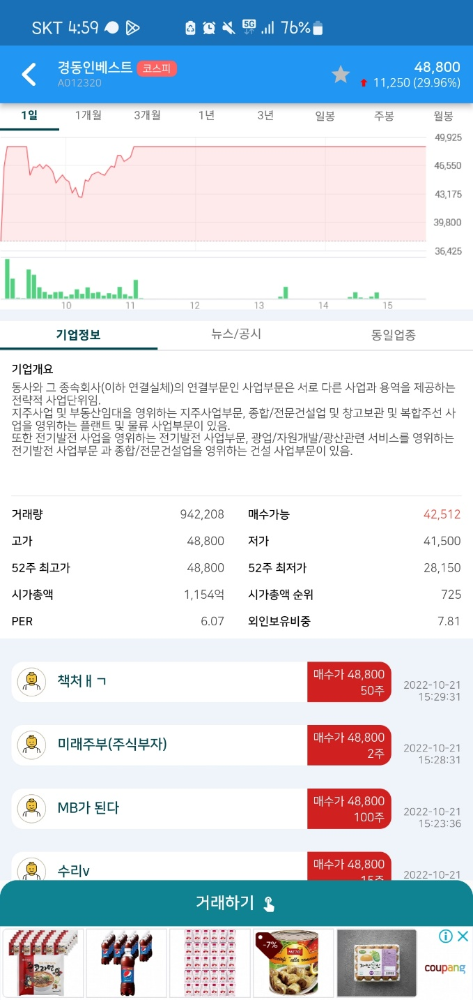 SKT 4:59 5G 76%
경동인베스트 코스피 48,800
A012320 11,250 (29.96%)
1일 1개월 3개월 1년 3년 일봉 주봉 월봉
49,925
46,550
43,175
39,800
36,425
10 11 12 13 14 15
기업정보 뉴스/공시 동일업종
기업개요
동사와 그 종속회사(이하 연결실체)의 연결부문인 사업부문은 서로 다른 사업과 용역을 제공하는
전략적 사업단위임.
지주사업 및 부동산임대를 영위하는 지주사업부문, 종합/전문건설업 및 창고보관 및 복합주선 사
업을 영위하는 플랜트 및 물류 사업부문이 있음.
또한 전기발전 사업을 영위하는 전기발전 사업부문, 광업/자원개발/광산관련 서비스를 영위하는
전기발전 사업부문 과 종합/전문건설업을 영위하는 건설 사업부문이 있음.
거래량 942,208 매수가능 42,512
고가 48,800 저가 41,500
52주 최고가 48,800 52주 최저가 28,150
시가총액 1,154억 시가총액 순위 725
PER 6.07 외인보유비중 7.81
책처ㅐㄱ 매수가 48,800
50주
2022-10-21
15:29:31
미래주부(주식부자) 매수가 48,800
2주
2022-10-21
15:28:31
MB가 된다 매수가 48,800
100주
2022-10-21
15:23:36
수리v 매수가 48,800
15주
2022-10-21
거래하기
-7%
coupang